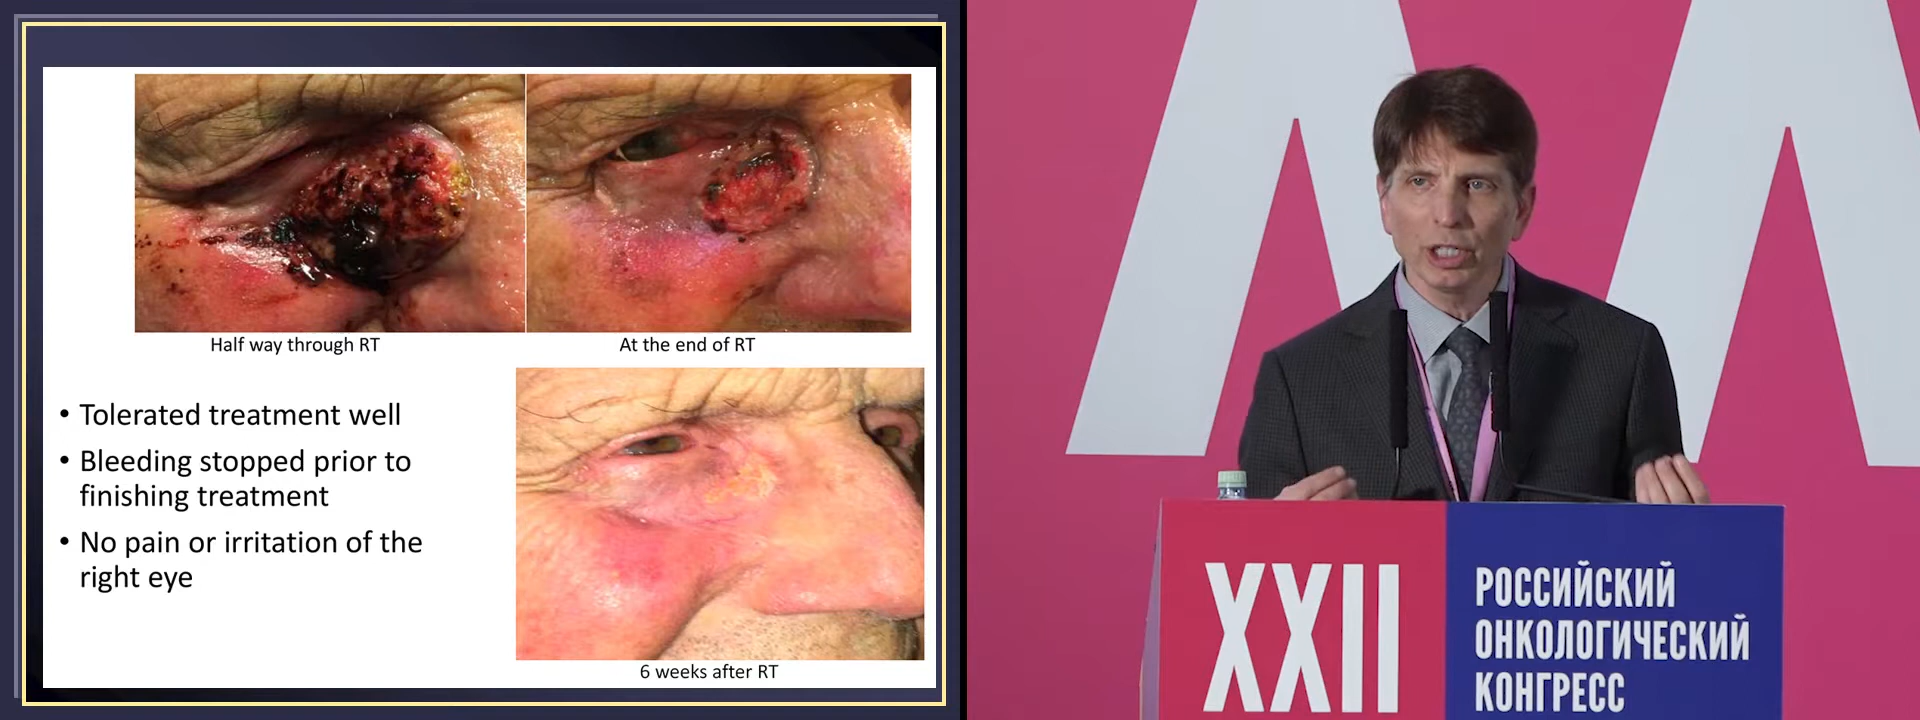 Half way through RT
At the end of RT
• Tolerated treatment well
• Bleeding stopped prior to
finishing treatment
• No pain or irritation of the
right eye
6 weeks after RT
XXII
РОССИЙСКИЙ
ОНКОЛОГИЧЕСКИЙ
КОНГРЕСС